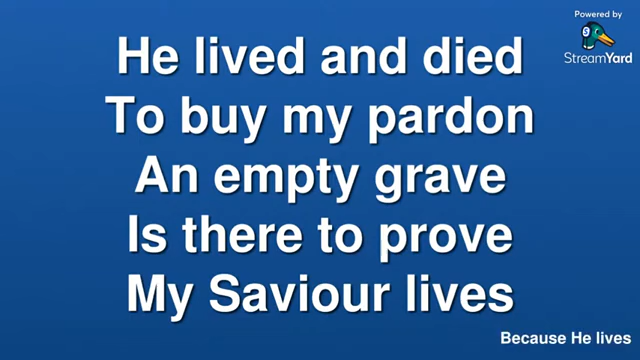 Powered by
StreamYard
He lived and died
To buy my pardon
An empty grave
Is there to prove
My Saviour lives
Because He lives